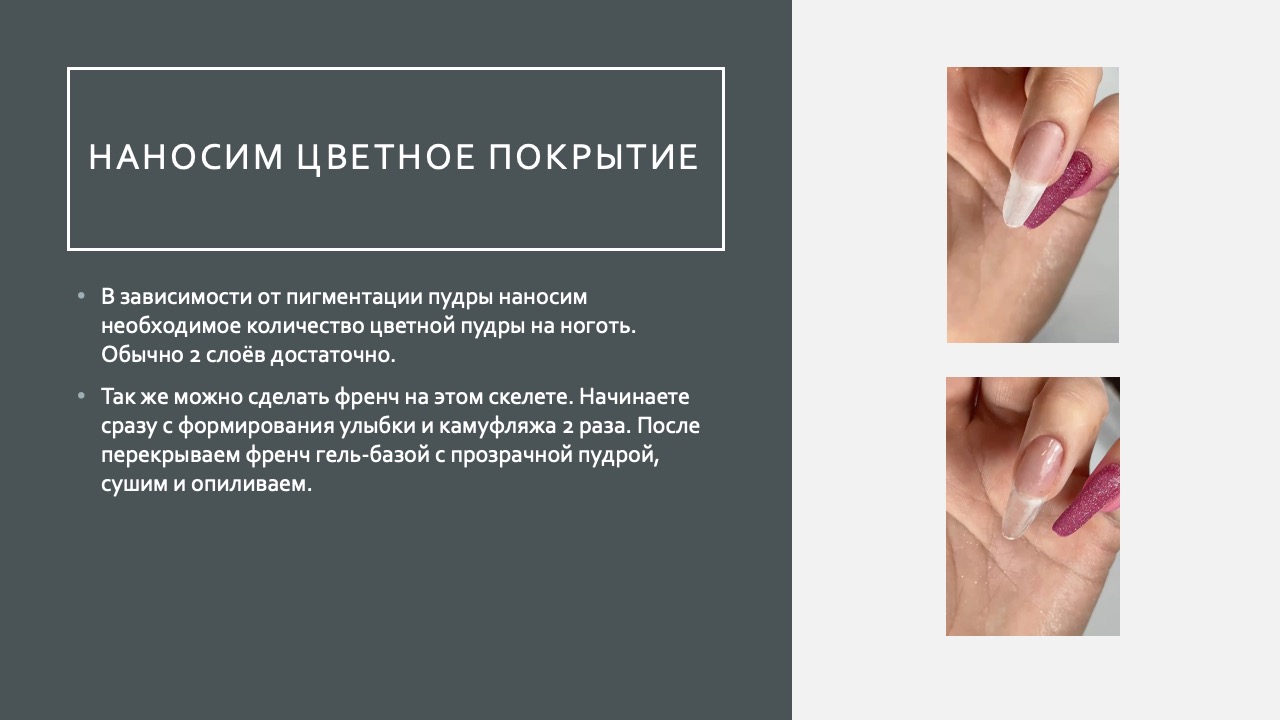 НАНОСИМ ЦВЕТНОЕ ПОКРЫТИЕ
• В зависимости от пигментации пудры наносим
необходимое количество цветной пудры на ноготь.
Обычно 2 слоёв достаточно.
• Так же можно сделать френч на этом скелете. Начинаете
сразу с формирования улыбки и камуфляжа 2 раза. После
перекрываем френч гель-базой с прозрачной пудрой,
сушим и опиливаем.